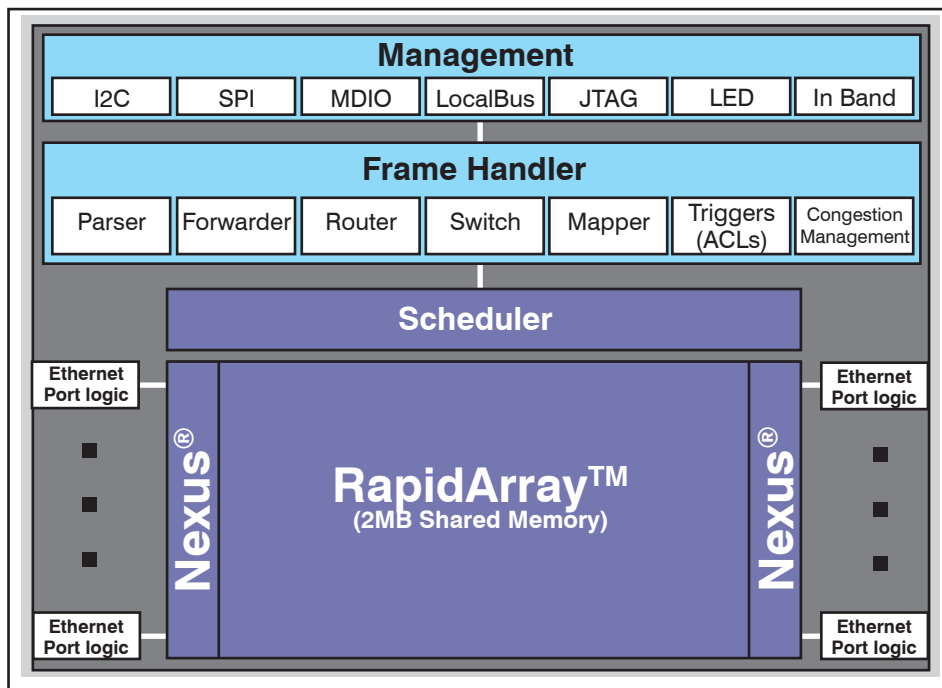 Management
I2C SPI MDIO LocalBus JTAG LED In Band
Frame Handler
Parser Forwarder Router Switch Mapper Triggers (ACLs) Congestion Management
Scheduler
Ethernet
Port logic
Ethernet
Port logic
Nexus®
RapidArray™
(2MB Shared Memory)
Nexus®
Ethernet
Port logic
Ethernet
Port logic